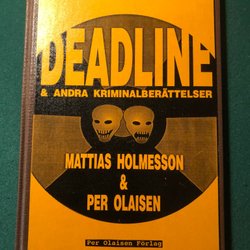 DEADLINE
& ANDRA KRIMINALBERÄTTELSER
MATTIAS HOLMESSON
&
PER OLAISEN
Per Olaisen Förlag